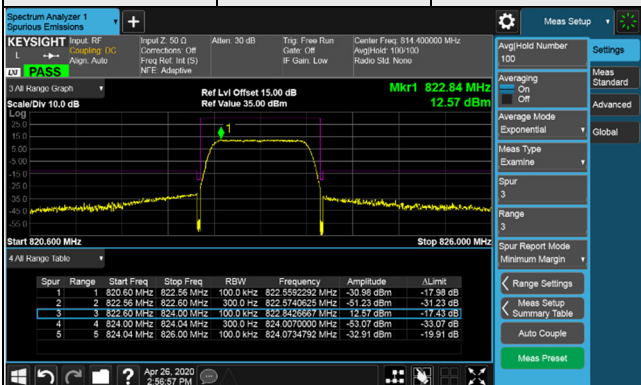 Spectrum Analyzer 1
Spurious Emissions
Meas Setup
KEYSIGHT
L
LVI PASS
Input: RF
Coupling: DC
Align: Auto
Input Z: 50 Ω
Corrections: Off
Freq Ref: Int (S)
NFE: Adaptive
Atten: 30 dB
Trig: Free Run
Gate: Off
IF Gain: Low
Center Freq: 814.400000 MHz
Avg|Hold: 100/100
Radio Std: None
3 All Range Graph
Scale/Div 10.0 dB
Ref Lvl Offset 15.00 dB
Ref Value 35.00 dBm
Mkr1 822.84 MHz
12.57 dBm
Log
25.0
15.0
5.00
-5.00
-15.0
-25.0
-35.0
-45.0
-55.0
1
Start 820.600 MHz
Stop 826.000 MHz
4 All Range Table
Spur Range Start Freq Stop Freq RBW Frequency Amplitude ΔLimit
1 1 820.60 MHz 822.56 MHz 100.0 kHz 822.5592292 MHz -30.98 dBm -17.98 dB
2 2 822.56 MHz 822.60 MHz 300.0 Hz 822.5740625 MHz -51.23 dBm -31.23 dB
3 3 822.60 MHz 824.00 MHz 100.0 kHz 822.8426667 MHz 12.57 dBm -17.43 dB
4 4 824.00 MHz 824.04 MHz 300.0 Hz 824.0070000 MHz -53.07 dBm -33.07 dB
5 5 824.04 MHz 826.00 MHz 100.0 kHz 824.0734792 MHz -32.91 dBm -19.91 dB
Avg|Hold Number
100
Averaging
On
Off
Average Mode
Exponential
Meas Type
Examine
Spur
3
Range
3
Spur Report Mode
Minimum Margin
Range Settings
Meas Setup
Summary Table
Auto Couple
Meas Preset
Settings
Meas
Standard
Advanced
Global
Apr 26, 2020
2:56:57 PM